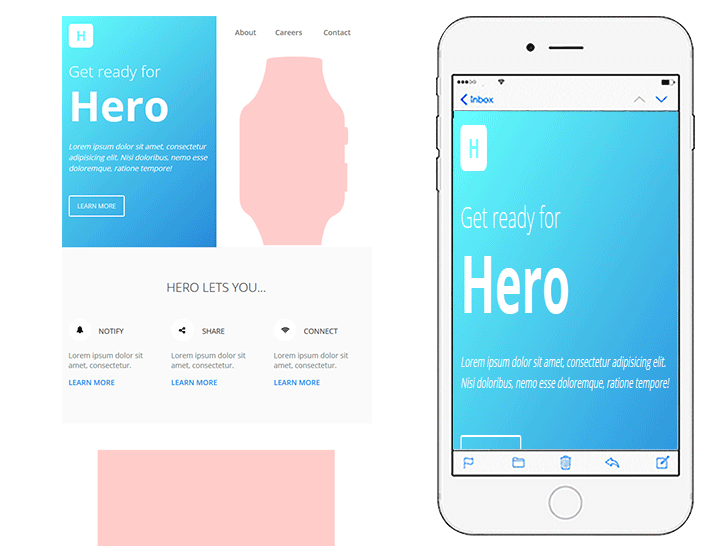 H
About Careers Contact
Get ready for
Hero
Lorem ipsum dolor sit amet, consectetur
adipisicing elit. Nisi doloribus, nemo esse
doloremque, ratione tempore!
LEARN MORE
HERO LETS YOU...
NOTIFY
Lorem ipsum dolor sit
amet, consectetur.
LEARN MORE
SHARE
Lorem ipsum dolor sit
amet, consectetur.
LEARN MORE
CONNECT
Lorem ipsum dolor sit
amet, consectetur.
LEARN MORE
Inbox
H
Get ready for
Hero
Lorem ipsum dolor sit amet, consectetur adipisicing elit.
Nisi doloribus, nemo esse doloremque, ratione tempore!